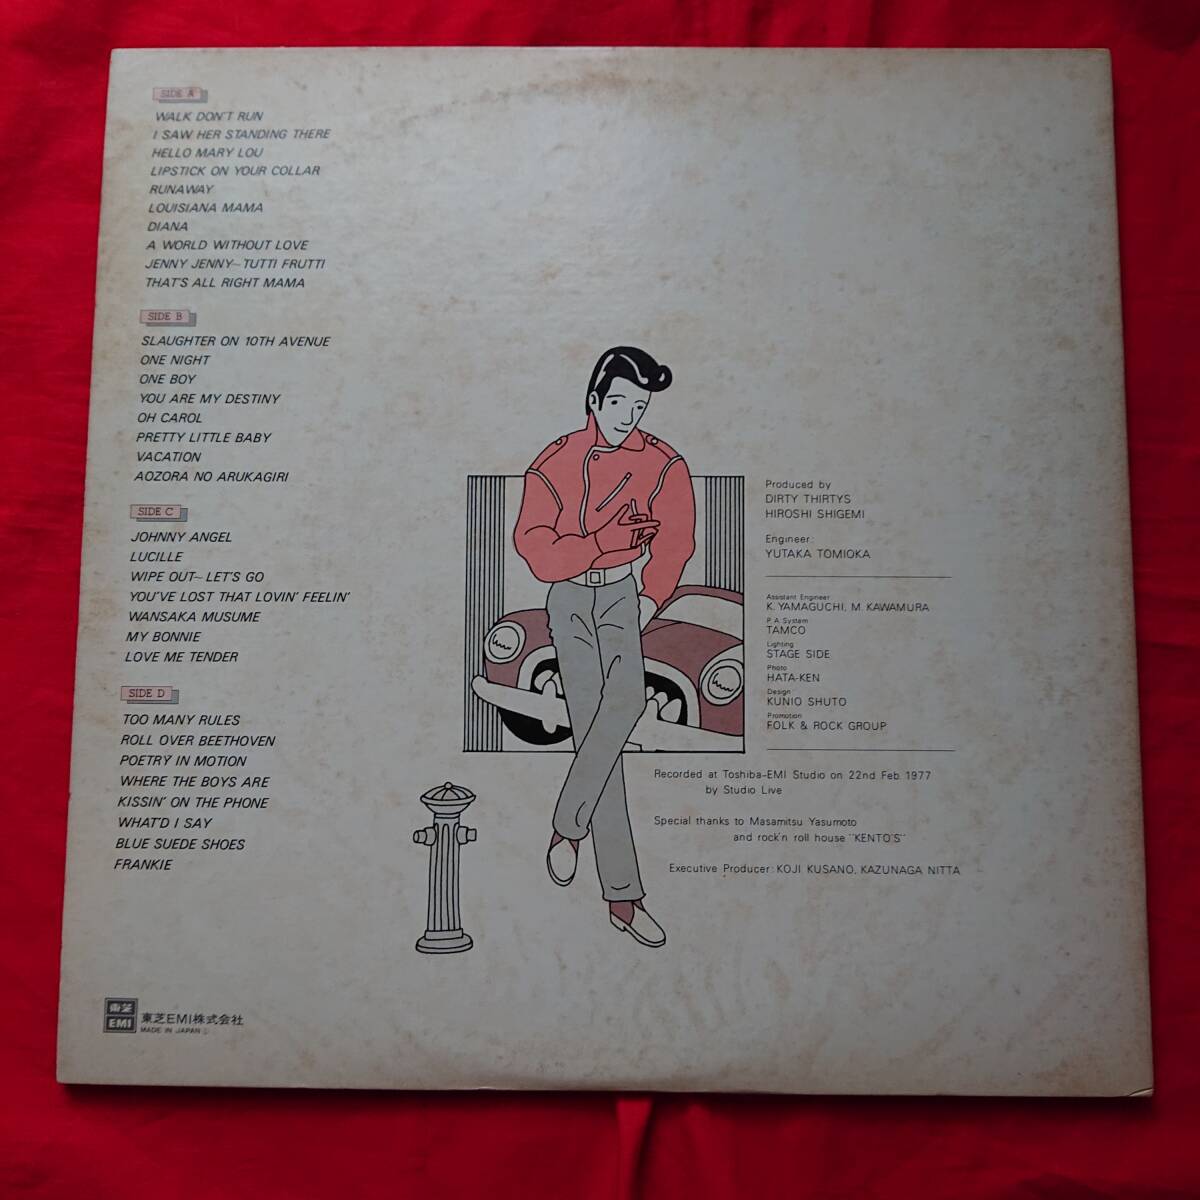 SIDE A
WALK DON'T RUN
I SAW HER STANDING THERE
HELLO MARY LOU
LIPSTICK ON YOUR COLLAR
RUNAWAY
LOUISIANA MAMA
DIANA
A WORLD WITHOUT LOVE
JENNY JENNY~TUTTI FRUTTI
THAT'S ALL RIGHT MAMA
SIDE B
SLAUGHTER ON 10TH AVENUE
ONE NIGHT
ONE BOY
YOU ARE MY DESTINY
OH CAROL
PRETTY LITTLE BABY
VACATION
AOZORA NO ARUKAGIRI
SIDE C
JOHNNY ANGEL
LUCILLE
WIPE OUT~LET'S GO
YOU'VE LOST THAT LOVIN' FEELIN'
WANSAKA MUSUME
MY BONNIE
LOVE ME TENDER
SIDE D
TOO MANY RULES
ROLL OVER BEETHOVEN
POETRY IN MOTION
WHERE THE BOYS ARE
KISSIN' ON THE PHONE
WHAT'D I SAY
BLUE SUEDE SHOES
FRANKIE
Produced by
DIRTY THIRTYS
HIROSHI SHIGEMI
Engineer:
YUTAKA TOMIOKA
Assistant Engineer
K. YAMAGUCHI, M. KAWAMURA
P. A. System
TAMCO
Lighting
STAGE SIDE
Photo
HATA-KEN
Design
KUNIO SHUTO
Promotion
FOLK & ROCK GROUP
Recorded at Toshiba-EMI Studio on 22nd Feb 1977
by Studio Live
Special thanks to Masamitsu Yasumoto
and rock'n roll house "KENTO'S"
Executive Producer: KOJI KUSANO, KAZUNAGA NITTA
東芝
EMI
東芝EMI株式会社
MADE IN JAPAN